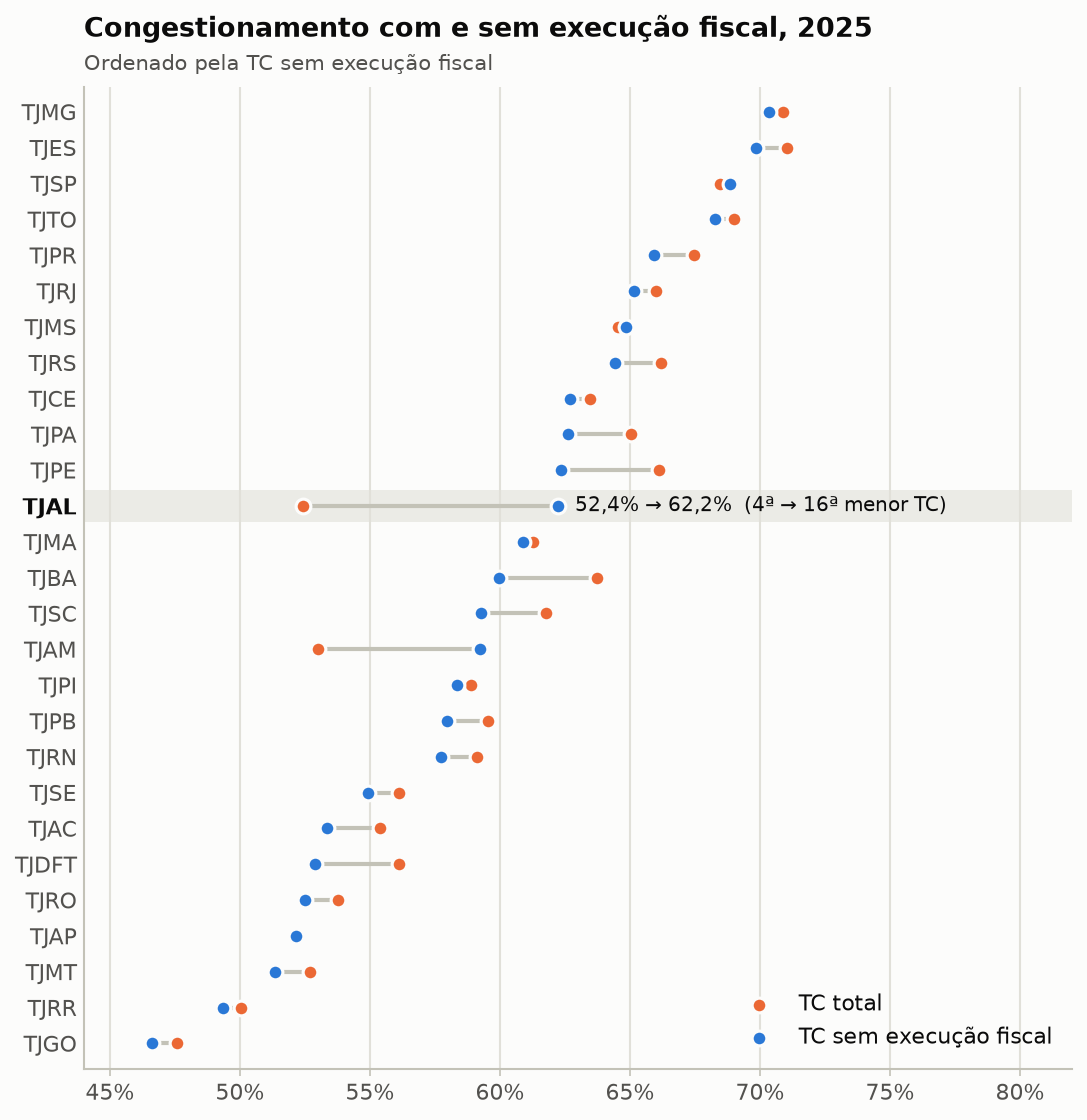 Congestionamento com e sem execução fiscal, 2025
Ordenado pela TC sem execução fiscal
TJMG
TJES
TJSP
TJTO
TJPR
TJRJ
TJMS
TJRS
TJCE
TJPA
TJPE
TJAL 52,4% → 62,2% (4ª → 16ª menor TC)
TJMA
TJBA
TJSC
TJAM
TJPI
TJPB
TJRN
TJSE
TJAC
TJDFT
TJRO
TJAP
TJMT
TJRR
TJGO
TC total
TC sem execução fiscal
45% 50% 55% 60% 65% 70% 75% 80%